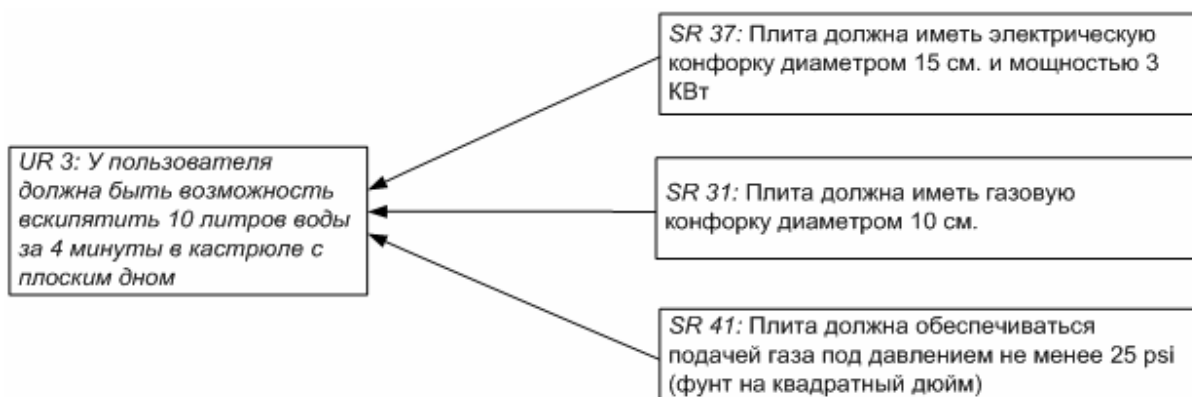 UR 3: У пользователя
должна быть возможность
вскипятить 10 литров воды
за 4 минуты в кастрюле с
плоским дном
SR 37: Плита должна иметь электрическую
конфорку диаметром 15 см. и мощностью 3
КВт
SR 31: Плита должна иметь газовую
конфорку диаметром 10 см.
SR 41: Плита должна обеспечиваться
подачей газа под давлением не менее 25 psi
(фунт на квадратный дюйм)